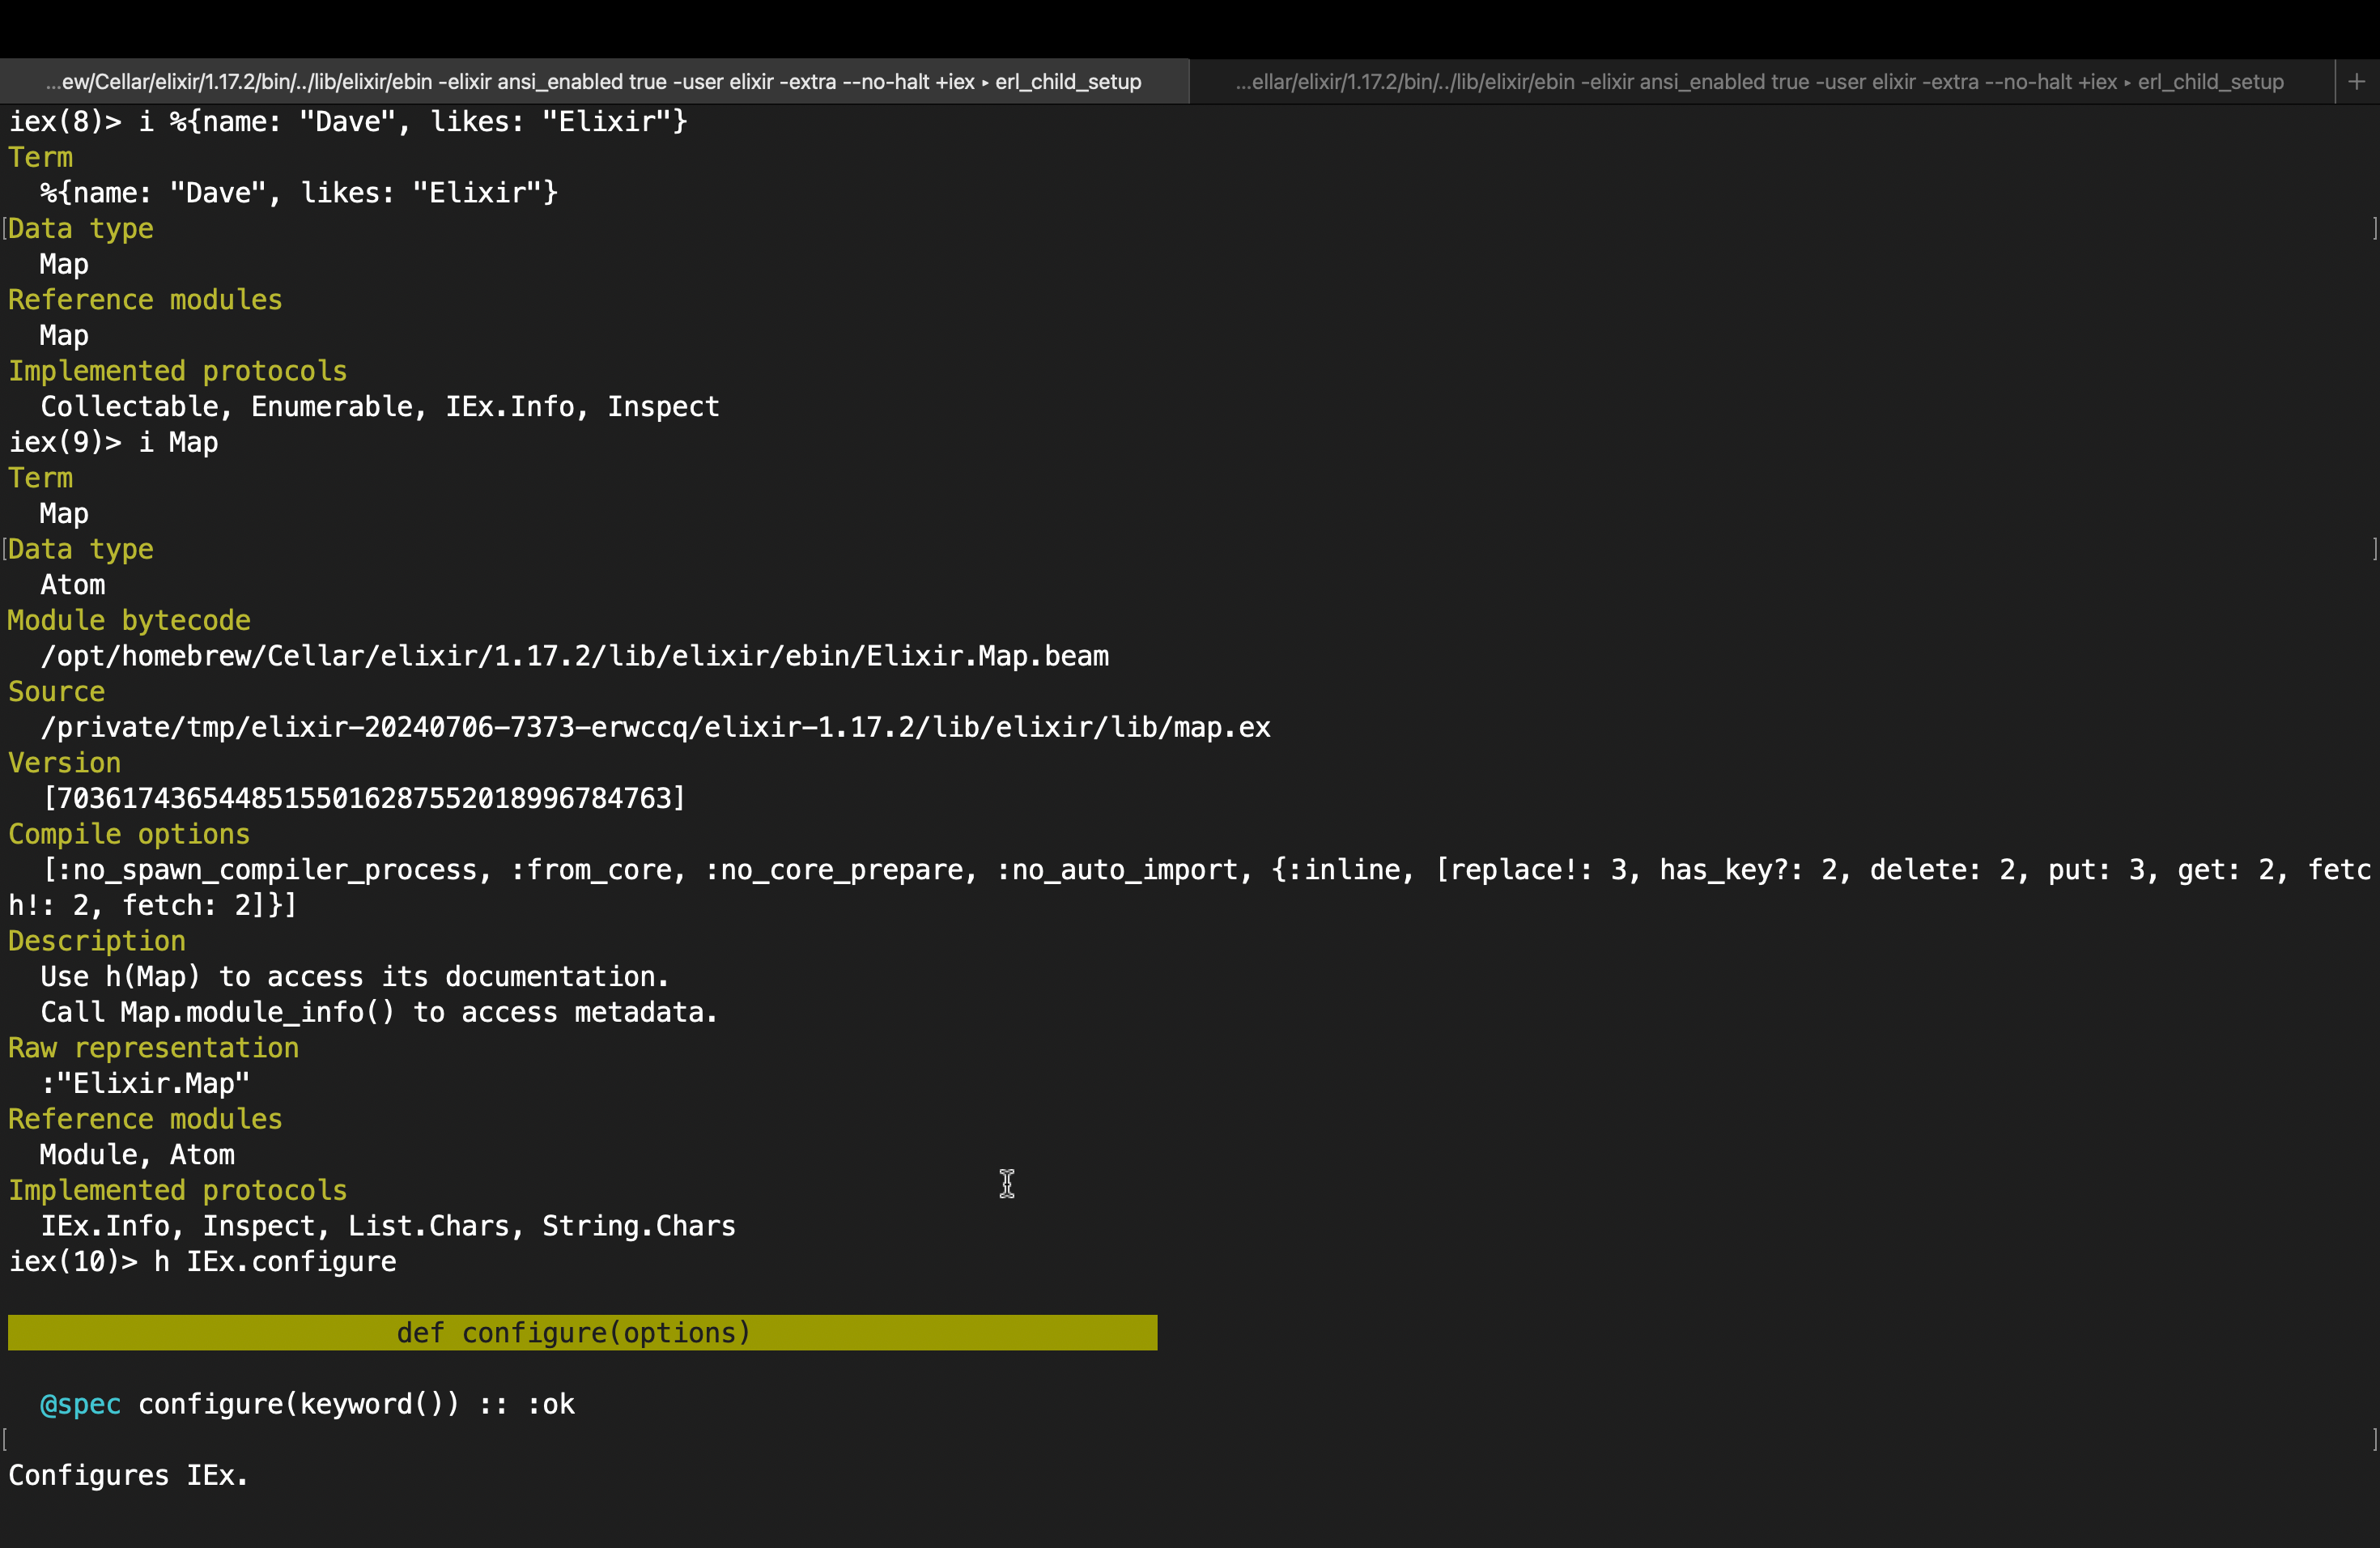 ...ew/Cellar/elixir/1.17.2/bin/../lib/elixir/ebin -elixir ansi_enabled true -user elixir -extra --no-halt +iex ▸ erl_child_setup
...ellar/elixir/1.17.2/bin/../lib/elixir/ebin -elixir ansi_enabled true -user elixir -extra --no-halt +iex ▸ erl_child_setup
+
iex(8)> i %{name: "Dave", likes: "Elixir"}
Term
  %{name: "Dave", likes: "Elixir"}
[Data type ]
  Map
Reference modules
  Map
Implemented protocols
  Collectable, Enumerable, IEx.Info, Inspect
iex(9)> i Map
Term
  Map
[Data type ]
  Atom
Module bytecode
  /opt/homebrew/Cellar/elixir/1.17.2/lib/elixir/ebin/Elixir.Map.beam
Source
  /private/tmp/elixir-20240706-7373-erwccq/elixir-1.17.2/lib/elixir/lib/map.ex
Version
  [703617436544851550162875520189967847​63]
Compile options
  [:no_spawn_compiler_process, :from_core, :no_core_prepare, :no_auto_import, {:inline, [replace!: 3, has_key?: 2, delete: 2, put: 3, get: 2, fetc
h!: 2, fetch: 2]}]
Description
  Use h(Map) to access its documentation.
  Call Map.module_info() to access metadata.
Raw representation
  :"Elixir.Map"
Reference modules
  Module, Atom
Implemented protocols
  IEx.Info, Inspect, List.Chars, String.Chars
iex(10)> h IEx.configure
def configure(options)
  @spec configure(keyword()) :: :ok
[ ]
Configures IEx.